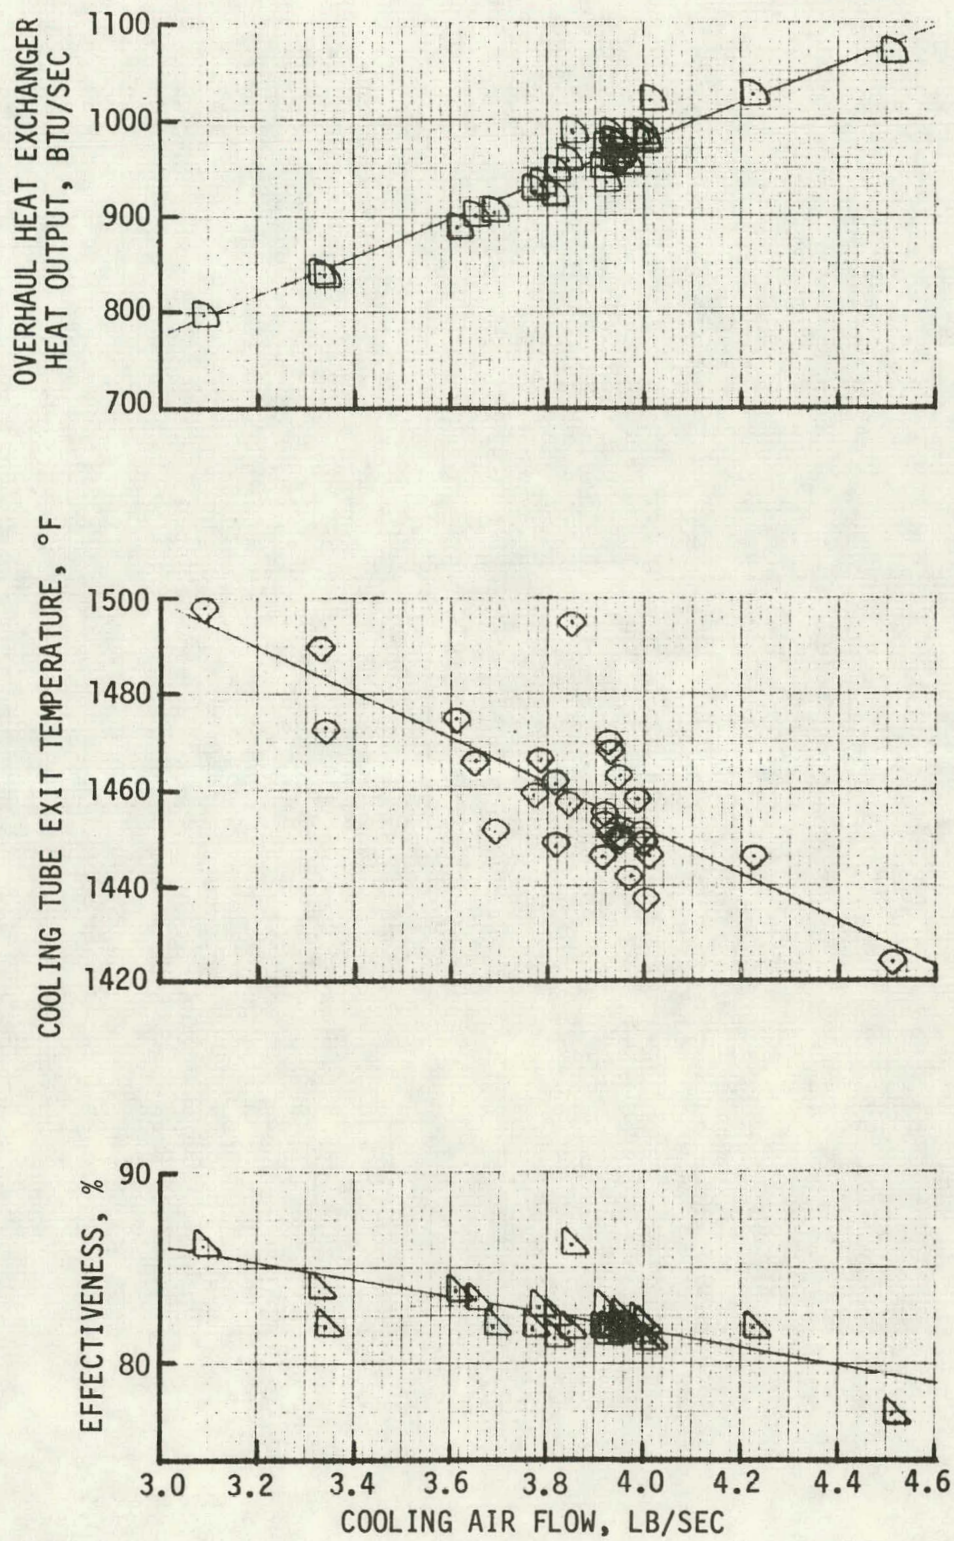 OVERHAUL HEAT EXCHANGER
HEAT OUTPUT, BTU/SEC
1100
1000
900
800
700
COOLING TUBE EXIT TEMPERATURE, °F
1500
1480
1460
1440
1420
EFFECTIVENESS, %
90
80
3.0 3.2 3.4 3.6 3.8 4.0 4.2 4.4 4.6
COOLING AIR FLOW, LB/SEC